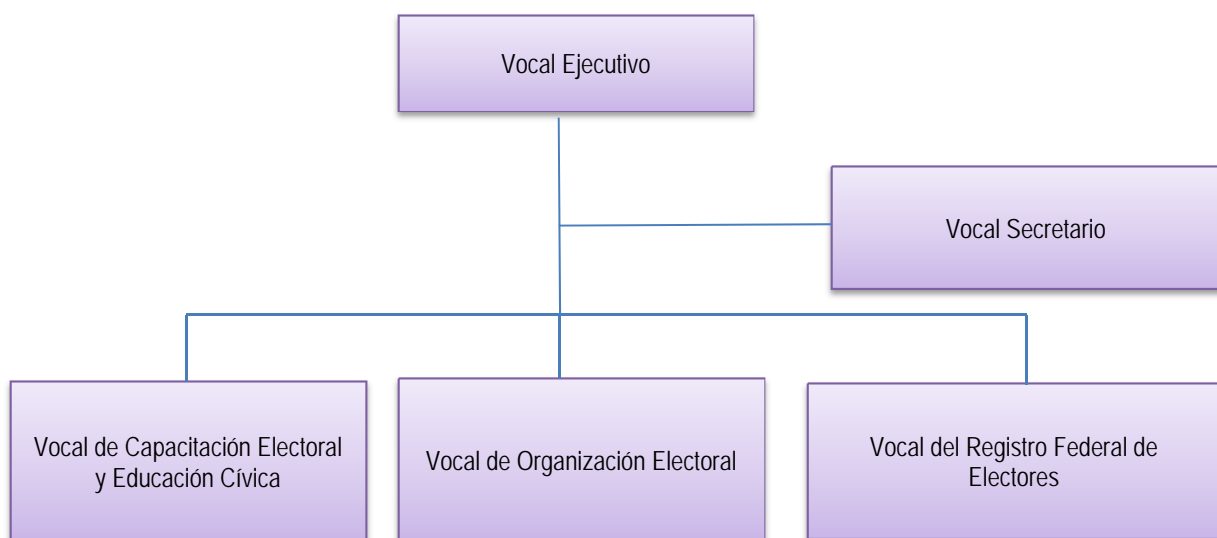 Vocal Ejecutivo
Vocal Secretario
Vocal de Capacitación Electoral
y Educación Cívica
Vocal de Organización Electoral
Vocal del Registro Federal de
Electores